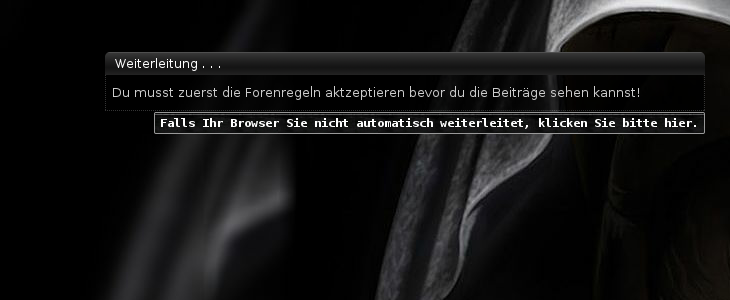 Weiterleitung . . .
Du musst zuerst die Forenregeln aktzeptieren bevor du die Beiträge sehen kannst!
Falls Ihr Browser Sie nicht automatisch weiterleitet, klicken Sie bitte hier.